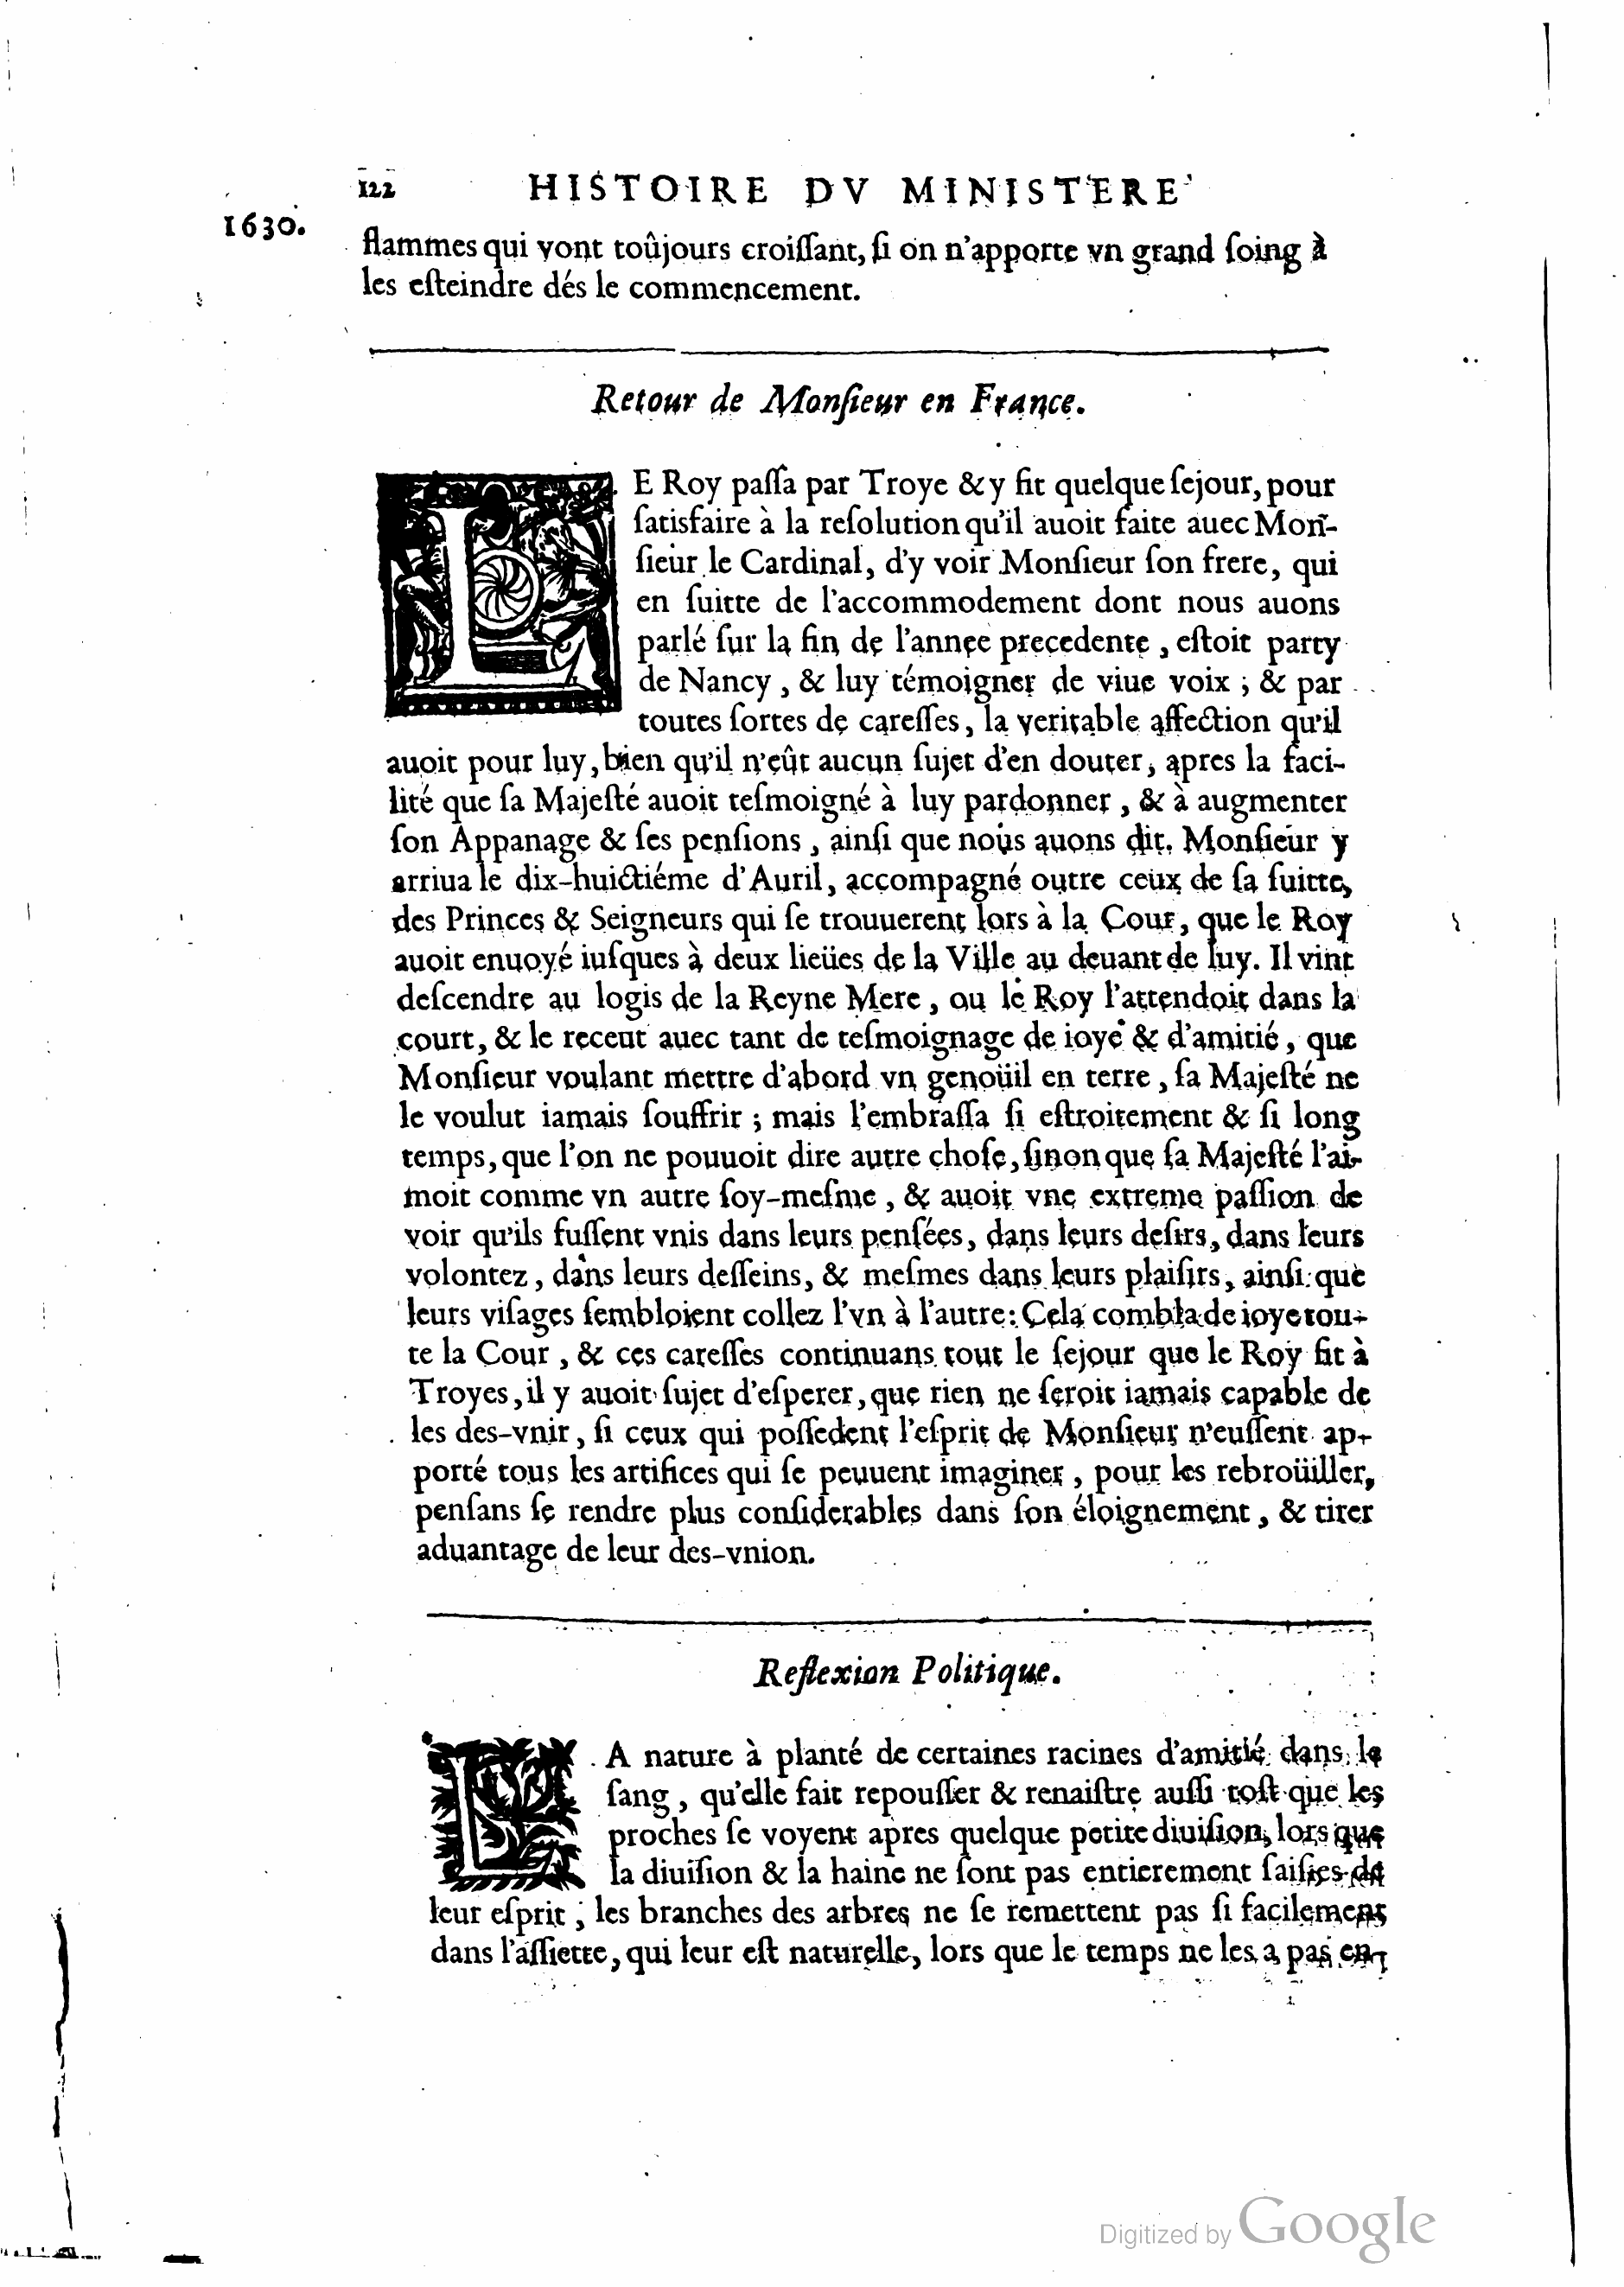 122 HISTOIRE DV MINISTERE
1630.
flammes qui vont toûjours croiſſant, ſi on n'apporte vn grand ſoing à
les eſteindre dés le commencement.
Retour de Monſieur en France.
LE Roy paſſa par Troye & y fit quelque ſejour, pour
ſatisfaire à la reſolution qu'il auoit faite auec Mon-
ſieur le Cardinal, d'y voir Monſieur ſon frere, qui
en ſuitte de l'accommodement dont nous auons
parlé ſur la fin de l'année precedente, eſtoit party
de Nancy, & luy témoigner de viue voix ; & par
toutes ſortes de careſſes, la veritable affection qu'il
auoit pour luy, bien qu'il n'eût aucun ſujet d'en douter, apres la faci-
lité que ſa Majeſté auoit teſmoigné à luy pardonner, & à augmenter
ſon Appanage & ſes penſions, ainſi que nous auons dit. Monſieur y
arriua le dix-huictiéme d'Auril, accompagné outre ceux de ſa ſuitte,
des Princes & Seigneurs qui ſe trouuerent lors à la Cour, que le Roy
auoit enuoyé iuſques à deux lieües de la Ville au deuant de luy. Il vint
deſcendre au logis de la Reyne Mere, ou le Roy l'attendoit dans la
court, & le receut auec tant de teſmoignage de ioye & d'amitié, que
Monſieur voulant mettre d'abord vn genoüil en terre, ſa Majeſté ne
le voulut iamais ſouffrir ; mais l'embraſſa ſi eſtroitement & ſi long
temps, que l'on ne pouuoit dire autre choſe, ſinon que ſa Majeſté l'ai-
moit comme vn autre ſoy-meſme, & auoit vne extreme paſſion de
voir qu'ils fuſſent vnis dans leurs penſées, dans leurs deſirs, dans leurs
volontez, dans leurs deſſeins, & meſmes dans leurs plaiſirs, ainſi que
leurs viſages ſembloient collez l'vn à l'autre : Cela combla de ioye tou-
te la Cour, & ces careſſes continuans tout le ſejour que le Roy fit à
Troyes, il y auoit ſujet d'eſperer, que rien ne ſeroit iamais capable de
les des-vnir, ſi ceux qui poſſedent l'eſprit de Monſieur n'euſſent ap-
porté tous les artifices qui ſe peuuent imaginer, pour les rebroüiller,
penſans ſe rendre plus conſiderables dans ſon éloignement, & tirer
aduantage de leur des-vnion.
Reflexion Politique.
LA nature à planté de certaines racines d'amitié dans le
ſang, qu'elle fait repouſſer & renaiſtre auſſi toſt que les
proches ſe voyent apres quelque petite diuiſion, lors que
la diuiſion & la haine ne ſont pas entierement ſaiſies de
leur eſprit ; les branches des arbres ne ſe remettent pas ſi facilement
dans l'aſſiette, qui leur eſt naturelle, lors que le temps ne les a pas en-
Digitized by Google